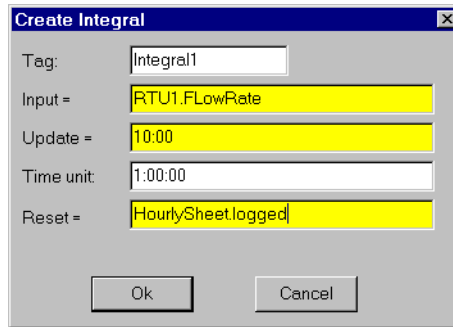 Create Integral
Tag: Integral1
Input = RTU1.FLowRate
Update = 10:00
Time unit: 1:00:00
Reset = HourlySheet.logged
Ok Cancel